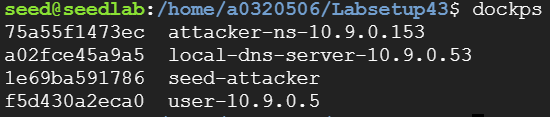 seed@seedlab:/home/a0320506/Labsetup43$ dockps
75a55f1473ec  attacker-ns-10.9.0.153
a02fce45a9a5  local-dns-server-10.9.0.53
1e69ba591786  seed-attacker
f5d430a2eca0  user-10.9.0.5